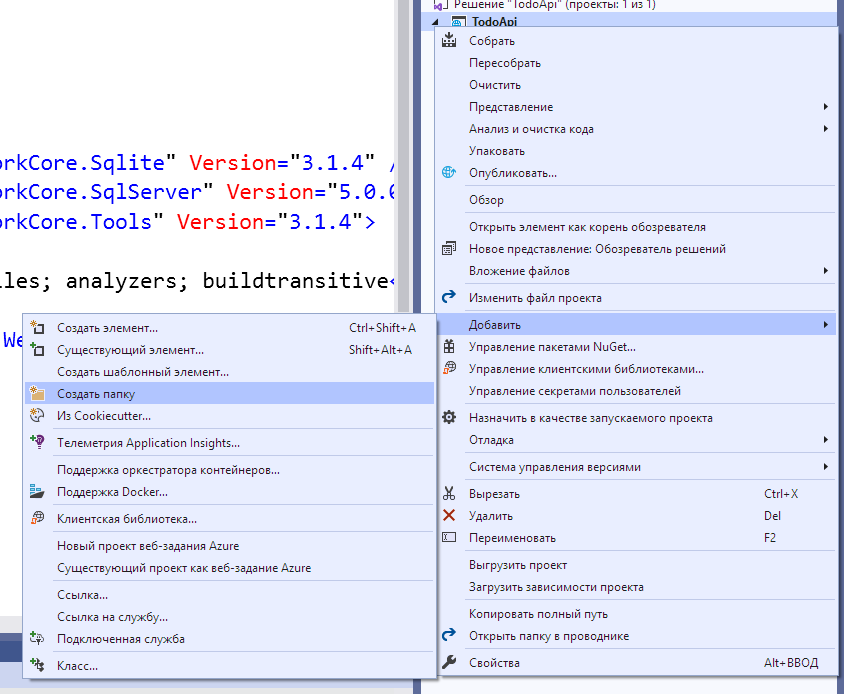 Решение "TodoApi" (проекты: 1 из 1)
TodoApi
Собрать
Пересобрать
Очистить
Представление
Анализ и очистка кода
Упаковать
Опубликовать...
Обзор
Открыть элемент как корень обозревателя
Новое представление: Обозреватель решений
Вложение файлов
Изменить файл проекта
Добавить
Управление пакетами NuGet...
Управление клиентскими библиотеками...
Управление секретами пользователей
Назначить в качестве запускаемого проекта
Отладка
Система управления версиями
Вырезать Ctrl+X
Удалить Del
Переименовать F2
Выгрузить проект
Загрузить зависимости проекта
Копировать полный путь
Открыть папку в проводнике
Свойства Alt+ВВОД
orkCore.Sqlite" Version="3.1.4" /
orkCore.SqlServer" Version="5.0.0
orkCore.Tools" Version="3.1.4">
les; analyzers; buildtransitive<
We
Создать элемент... Ctrl+Shift+A
Существующий элемент... Shift+Alt+A
Создать шаблонный элемент...
Создать папку
Из Cookiecutter...
Телеметрия Application Insights...
Поддержка оркестратора контейнеров...
Поддержка Docker...
Клиентская библиотека...
Новый проект веб-задания Azure
Существующий проект как веб-задание Azure
Ссылка...
Ссылка на службу...
Подключенная служба
Класс...